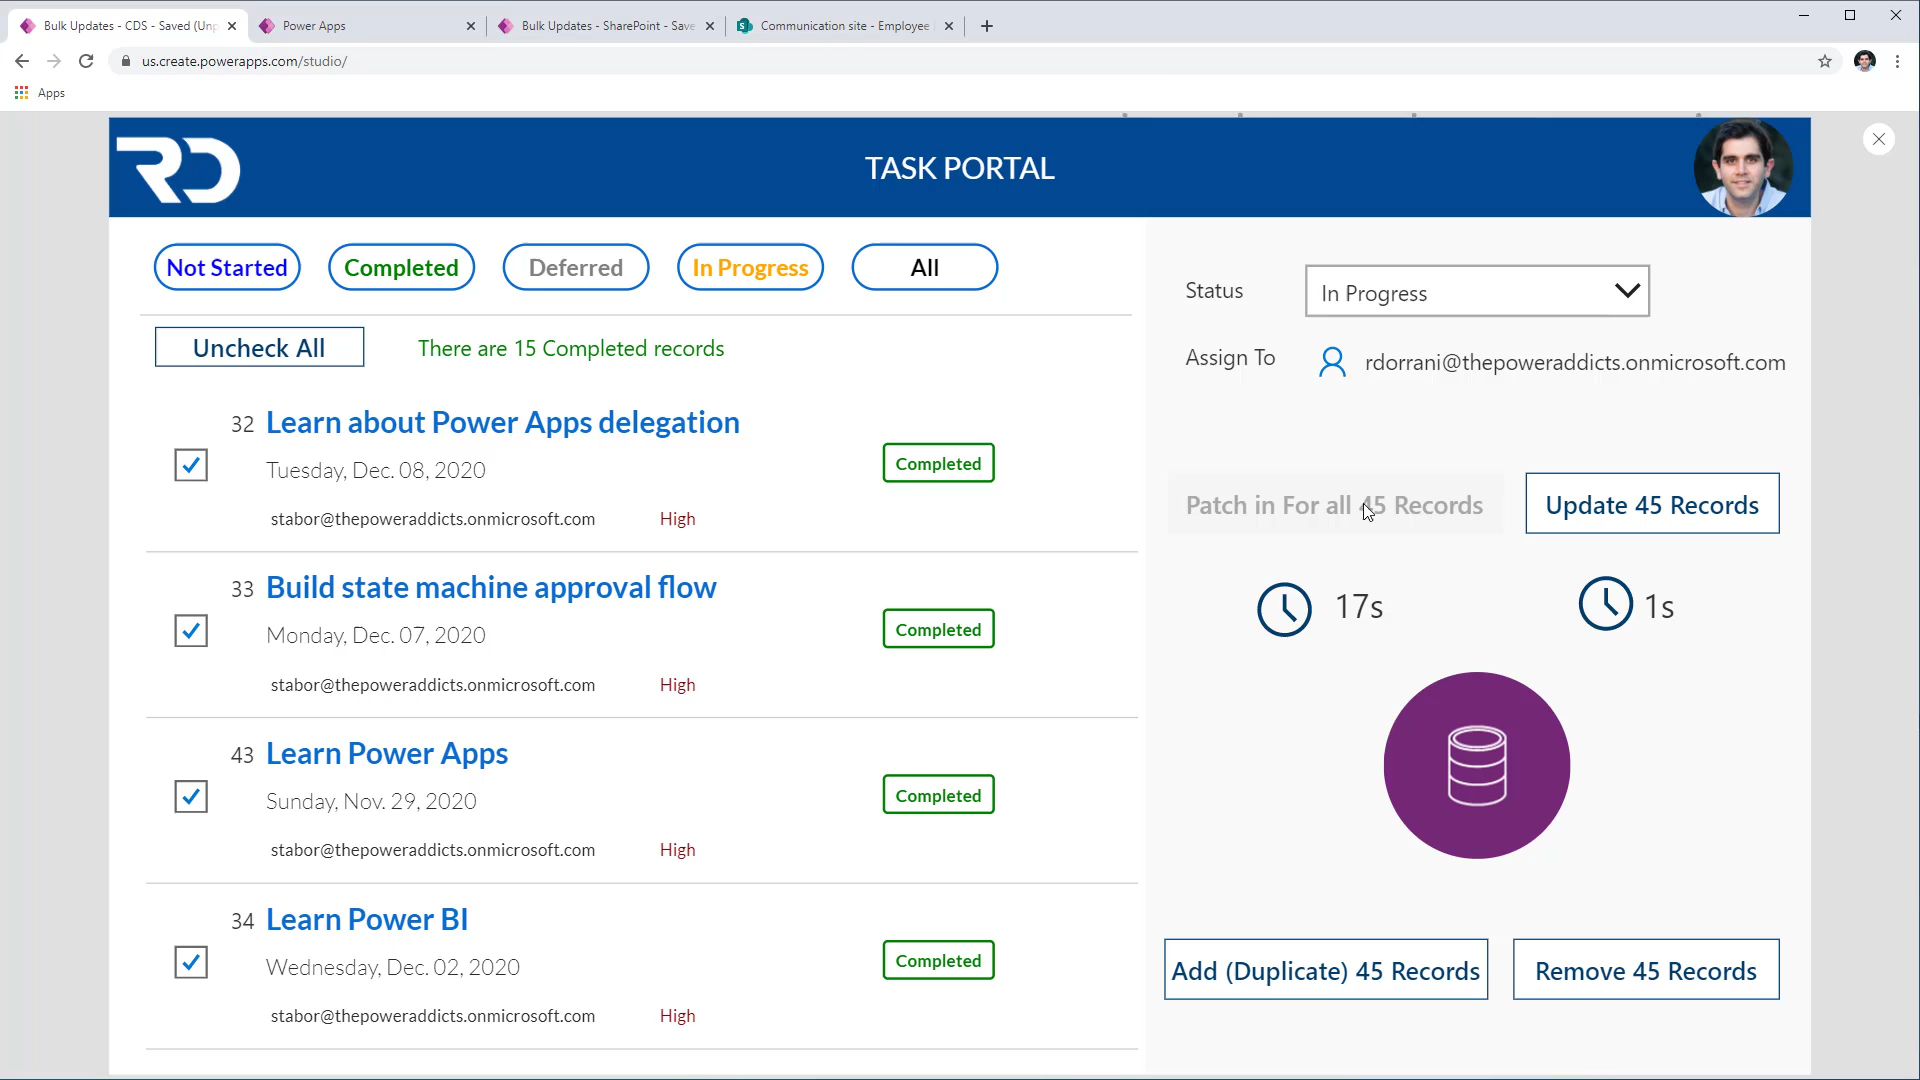 Bulk Updates - CDS - Saved (Unp
Power Apps
Bulk Updates - SharePoint - Save
Communication site - Employee
us.create.powerapps.com/studio/
Apps
RD
TASK PORTAL
Not Started
Completed
Deferred
In Progress
All
Status
In Progress
Uncheck All
There are 15 Completed records
Assign To
rdorrani@thepoweraddicts.onmicrosoft.com
32
Learn about Power Apps delegation
Tuesday, Dec. 08, 2020
Completed
stabor@thepoweraddicts.onmicrosoft.com
High
Patch in For all 45 Records
Update 45 Records
33
Build state machine approval flow
Monday, Dec. 07, 2020
Completed
stabor@thepoweraddicts.onmicrosoft.com
High
17s
1s
43
Learn Power Apps
Sunday, Nov. 29, 2020
Completed
stabor@thepoweraddicts.onmicrosoft.com
High
34
Learn Power BI
Wednesday, Dec. 02, 2020
Completed
stabor@thepoweraddicts.onmicrosoft.com
High
Add (Duplicate) 45 Records
Remove 45 Records